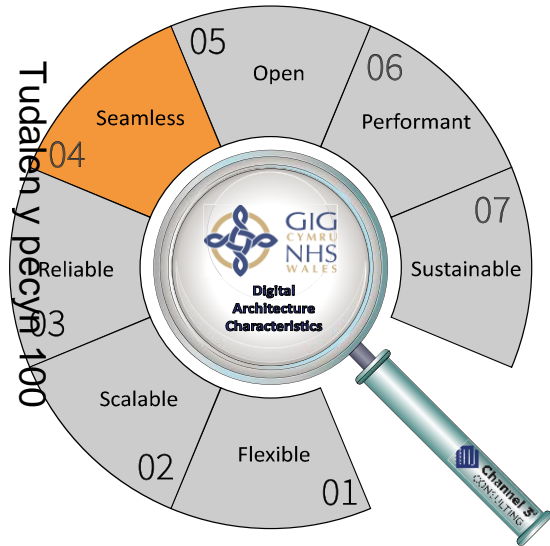 05
Open
06
Performant
Seamless
04
07
Sustainable
Reliable
03
Scalable
02
Flexible
01
GIG
CYMRU
NHS
WALES
Digital
Architecture
Characteristics
Channel 3
CONSULTING
Tudalen y pecyn 100